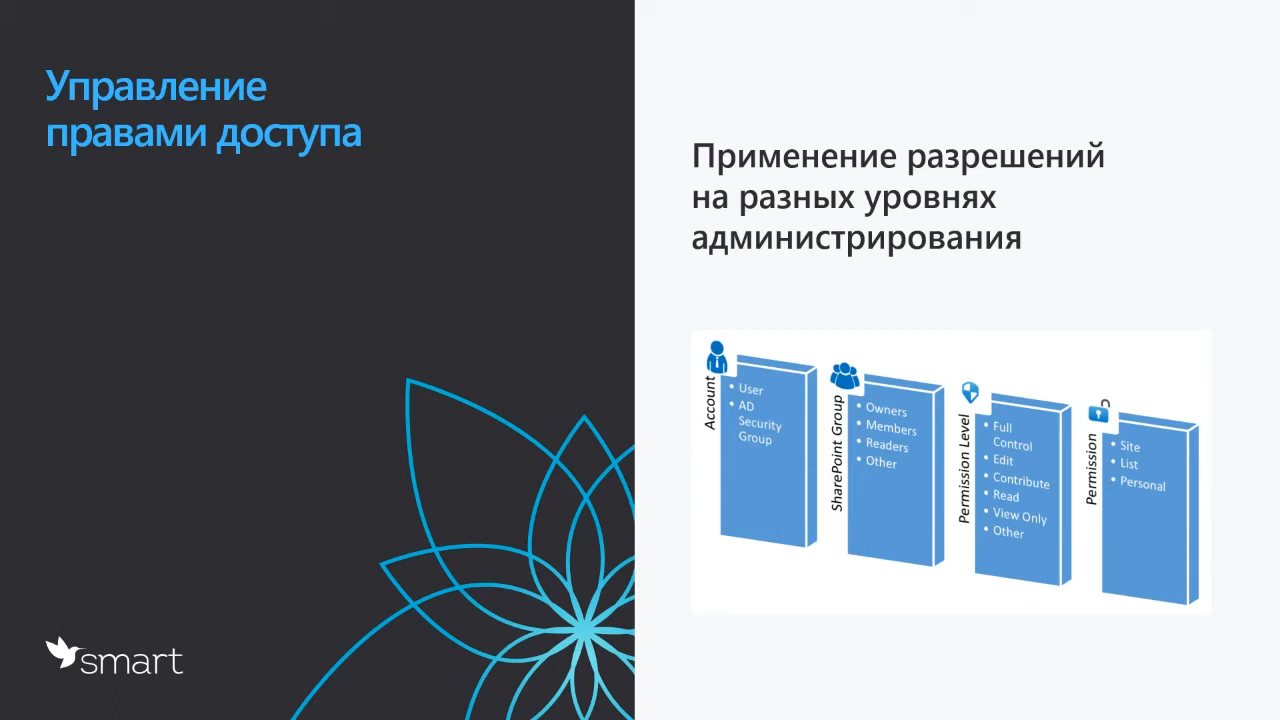 Управление
правами доступа
Применение разрешений
на разных уровнях
администрирования
Account
• User
• AD
Security
Group
SharePoint Group
• Owners
• Members
• Readers
• Other
Permission Level
• Full
Control
• Edit
• Contribute
• Read
• View Only
• Other
Permission
• Site
• List
• Personal
smart